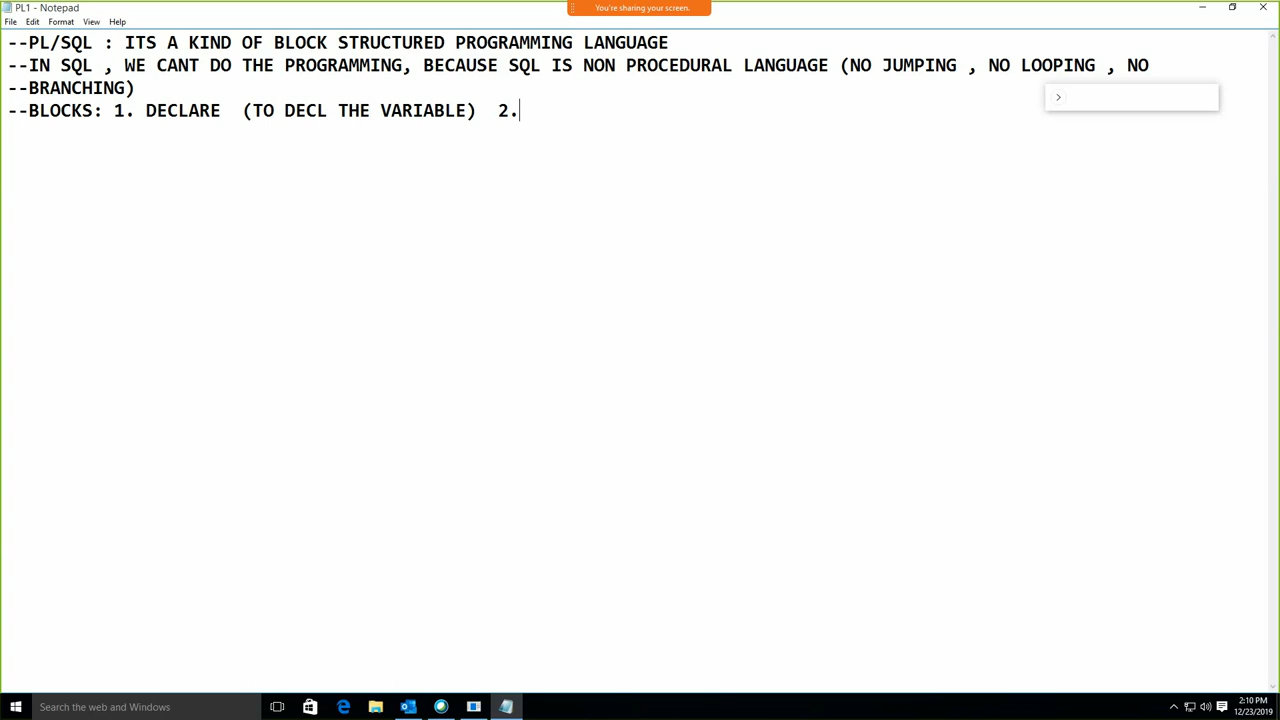 PL1 - Notepad
You're sharing your screen.
File Edit Format View Help
--PL/SQL : ITS A KIND OF BLOCK STRUCTURED PROGRAMMING LANGUAGE
--IN SQL , WE CANT DO THE PROGRAMMING, BECAUSE SQL IS NON PROCEDURAL LANGUAGE (NO JUMPING , NO LOOPING , NO
--BRANCHING)
--BLOCKS: 1. DECLARE (TO DECL THE VARIABLE) 2.
Search the web and Windows
2:10 PM
12/23/2019